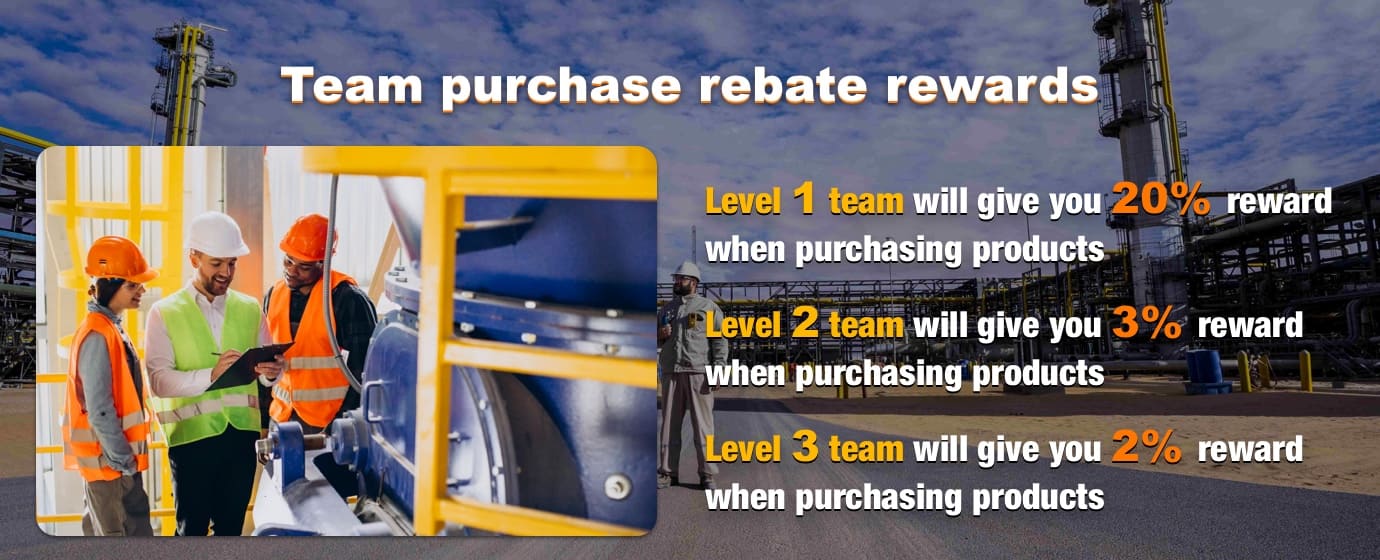 Team purchase rebate rewards
Level 1 team will give you 20% reward
when purchasing products
Level 2 team will give you 3% reward
when purchasing products
Level 3 team will give you 2% reward
when purchasing products